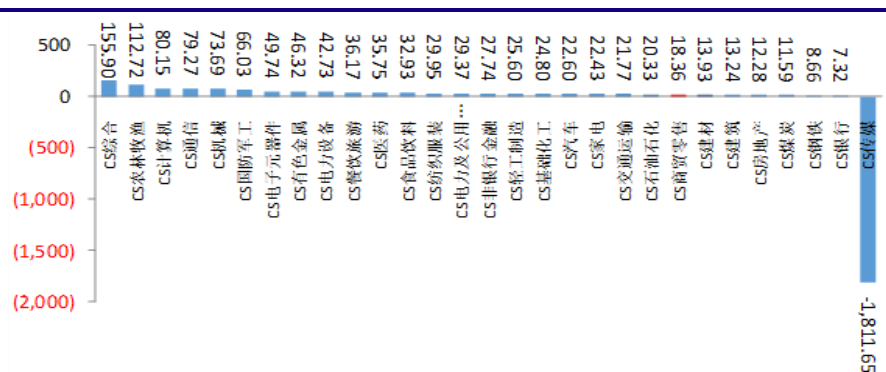 500
0
(500)
(1,000)
(1,500)
(2,000)
155.90
112.72
80.15
79.27
73.69
66.03
49.74
46.32
42.73
36.17
35.75
32.93
29.95
29.37
27.74
25.60
24.80
22.60
22.43
21.77
20.33
18.36
13.93
13.24
12.28
11.59
8.66
7.32
-1,811.65
CS综合
CS农林牧渔
CS计算机
CS通信
CS机械
CS国防军工
CS电子元器件
CS有色金属
CS电力设备
CS餐饮旅游
CS医药
CS食品饮料
CS纺织服装
CS电力及公用…
CS非银行金融
CS轻工制造
CS基础化工
CS汽车
CS家电
CS交通运输
CS石油石化
CS商贸零售
CS建材
CS建筑
CS房地产
CS煤炭
CS钢铁
CS银行
CS传媒